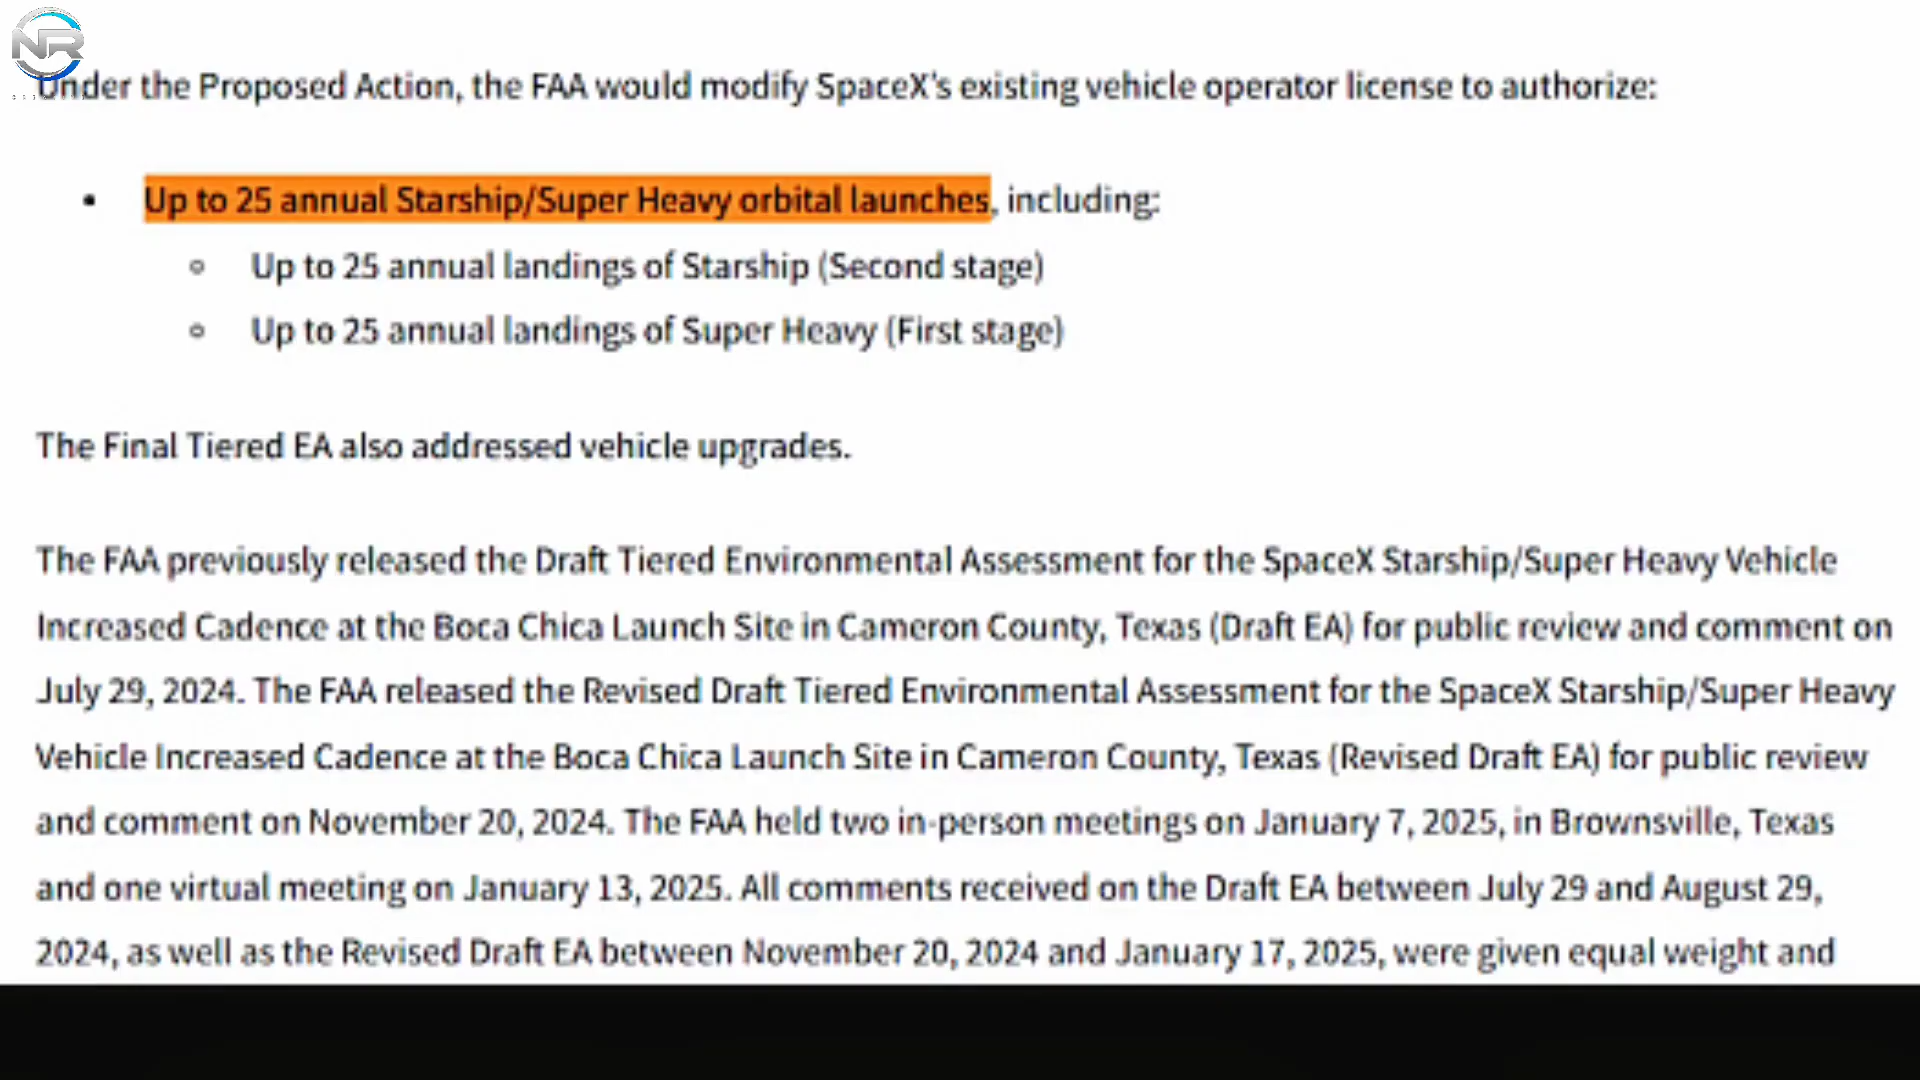 NR
Under the Proposed Action, the FAA would modify SpaceX's existing vehicle operator license to authorize:
▪ Up to 25 annual Starship/Super Heavy orbital launches, including:
○ Up to 25 annual landings of Starship (Second stage)
○ Up to 25 annual landings of Super Heavy (First stage)
The Final Tiered EA also addressed vehicle upgrades.
The FAA previously released the Draft Tiered Environmental Assessment for the SpaceX Starship/Super Heavy Vehicle
Increased Cadence at the Boca Chica Launch Site in Cameron County, Texas (Draft EA) for public review and comment on
July 29, 2024. The FAA released the Revised Draft Tiered Environmental Assessment for the SpaceX Starship/Super Heavy
Vehicle Increased Cadence at the Boca Chica Launch Site in Cameron County, Texas (Revised Draft EA) for public review
and comment on November 20, 2024. The FAA held two in-person meetings on January 7, 2025, in Brownsville, Texas
and one virtual meeting on January 13, 2025. All comments received on the Draft EA between July 29 and August 29,
2024, as well as the Revised Draft EA between November 20, 2024 and January 17, 2025, were given equal weight and